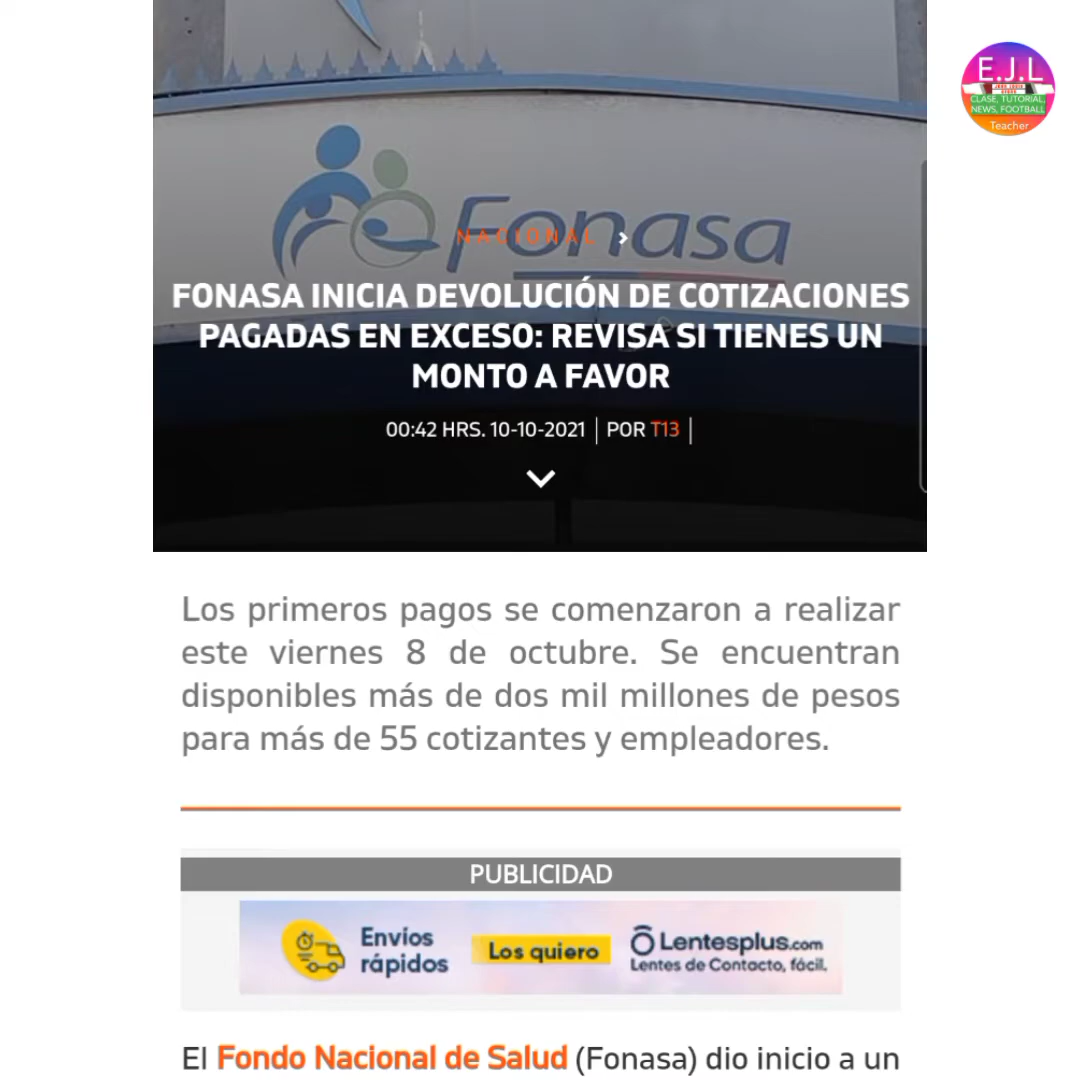 Fonasa
NACIONAL
FONASA INICIA DEVOLUCIÓN DE COTIZACIONES
PAGADAS EN EXCESO: REVISA SI TIENES UN
MONTO A FAVOR
00:42 HRS. 10-10-2021 | POR T13 |
E.J.L
CLASE, TUTORIAL,
NEWS, FOOTBALL
Teacher
Los primeros pagos se comenzaron a realizar
este viernes 8 de octubre. Se encuentran
disponibles más de dos mil millones de pesos
para más de 55 cotizantes y empleadores.
PUBLICIDAD
Envíos
rápidos
Los quiero
Lentesplus.com
Lentes de Contacto, fácil.
El Fondo Nacional de Salud (Fonasa) dio inicio a un